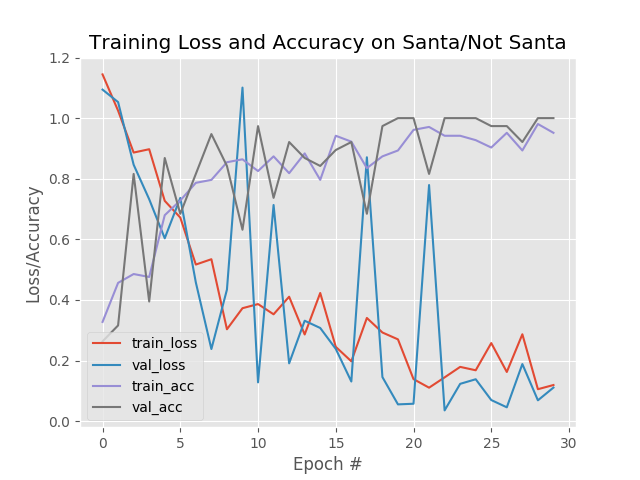 Training Loss and Accuracy on Santa/Not Santa
Loss/Accuracy
1.2
1.0
0.8
0.6
0.4
0.2
0.0
train_loss
val_loss
train_acc
val_acc
0 5 10 15 20 25 30
Epoch #